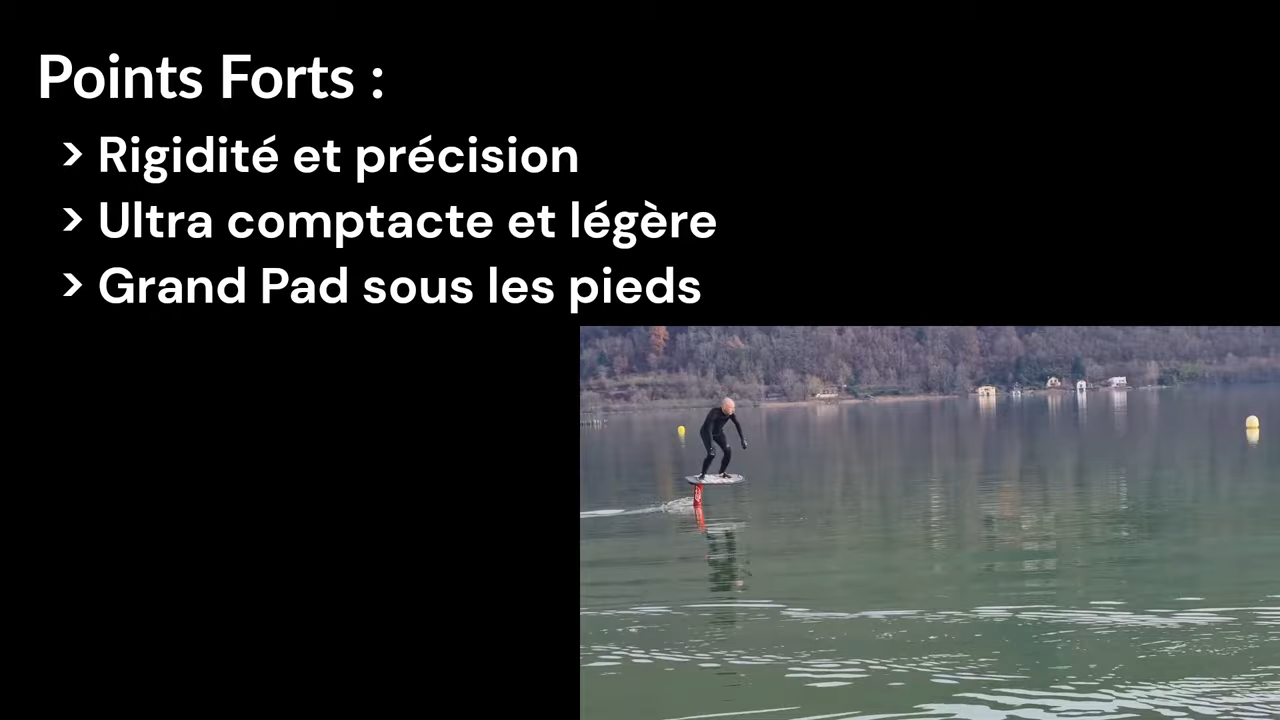 Points Forts :
> Rigidité et précision
> Ultra comptacte et légère
> Grand Pad sous les pieds